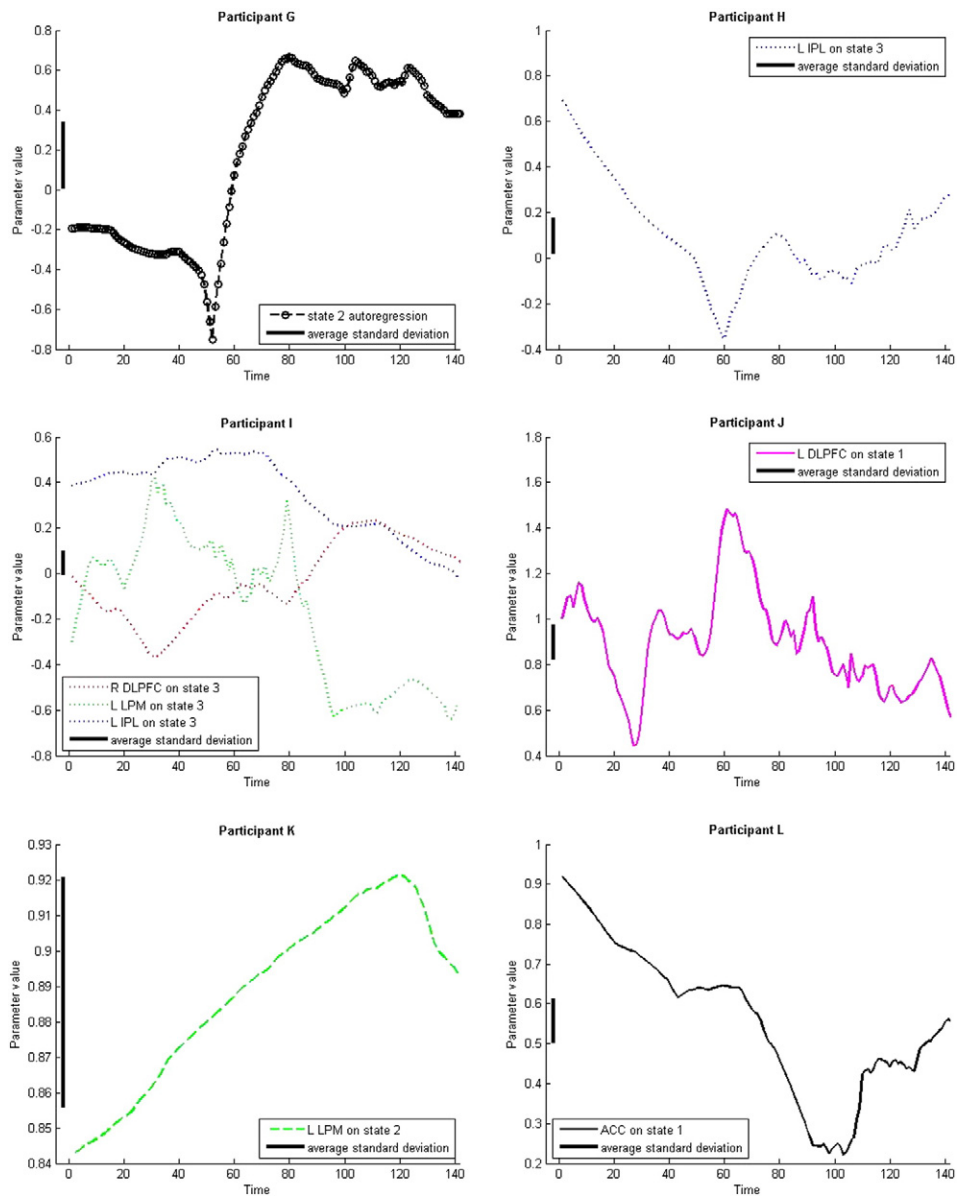 Participant G
0.8
0.6
0.4
0.2
0
-0.2
-0.4
-0.6
-0.8
Parameter value
state 2 autoregression
average standard deviation
0 20 40 60 80 100 120 140
Time
Participant H
1
0.8
0.6
0.4
0.2
0
-0.2
-0.4
Parameter value
L IPL on state 3
average standard deviation
0 20 40 60 80 100 120 140
Time
Participant I
0.6
0.4
0.2
0
-0.2
-0.4
-0.6
-0.8
Parameter value
R DLPFC on state 3
L LPM on state 3
L IPL on state 3
average standard deviation
0 20 40 60 80 100 120 140
Time
Participant J
1.8
1.6
1.4
1.2
1
0.8
0.6
0.4
Parameter value
L DLPFC on state 1
average standard deviation
0 20 40 60 80 100 120 140
Time
Participant K
0.93
0.92
0.91
0.9
0.89
0.88
0.87
0.86
0.85
0.84
Parameter value
L LPM on state 2
average standard deviation
0 20 40 60 80 100 120 140
Time
Participant L
1
0.9
0.8
0.7
0.6
0.5
0.4
0.3
0.2
Parameter value
ACC on state 1
average standard deviation
0 20 40 60 80 100 120 140
Time